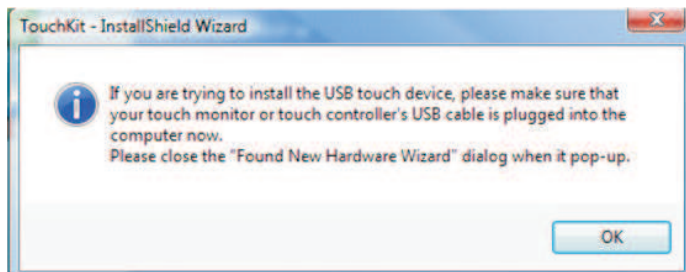 TouchKit - InstallShield Wizard
If you are trying to install the USB touch device, please make sure that
your touch monitor or touch controller's USB cable is plugged into the
computer now.
Please close the "Found New Hardware Wizard" dialog when it pop-up.
OK